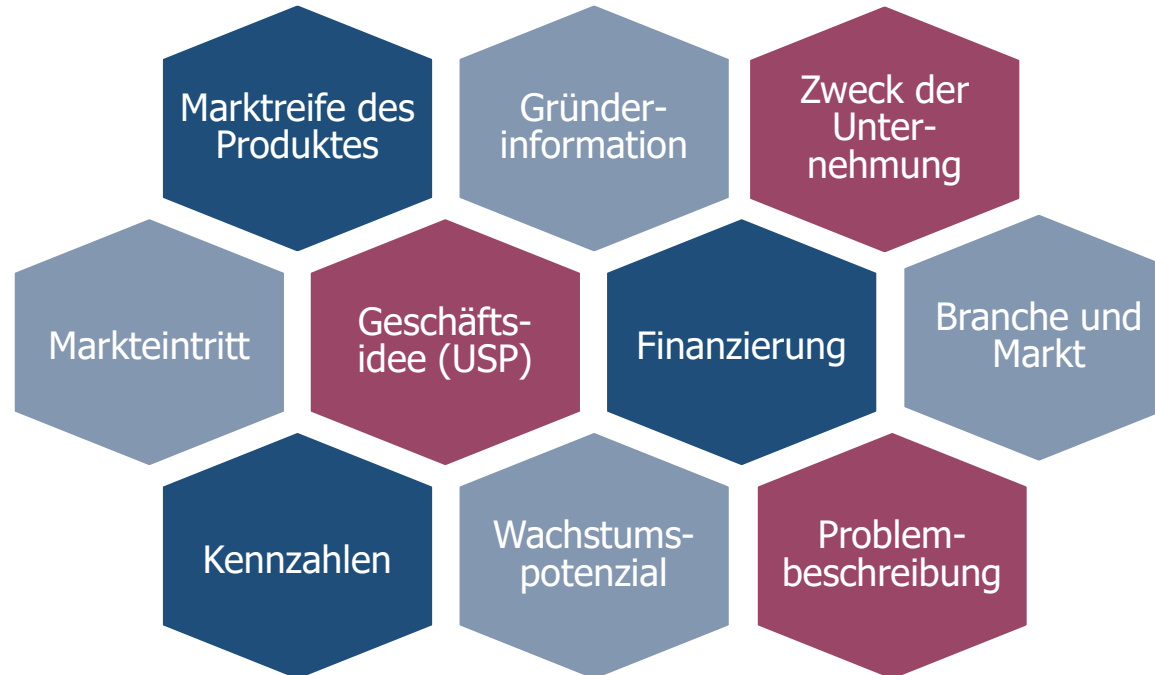 Marktreife des
Produktes
Gründer-
information
Zweck der
Unter-
nehmung
Markteintritt
Geschäfts-
idee (USP)
Finanzierung
Branche und
Markt
Kennzahlen
Wachstums-
potenzial
Problem-
beschreibung